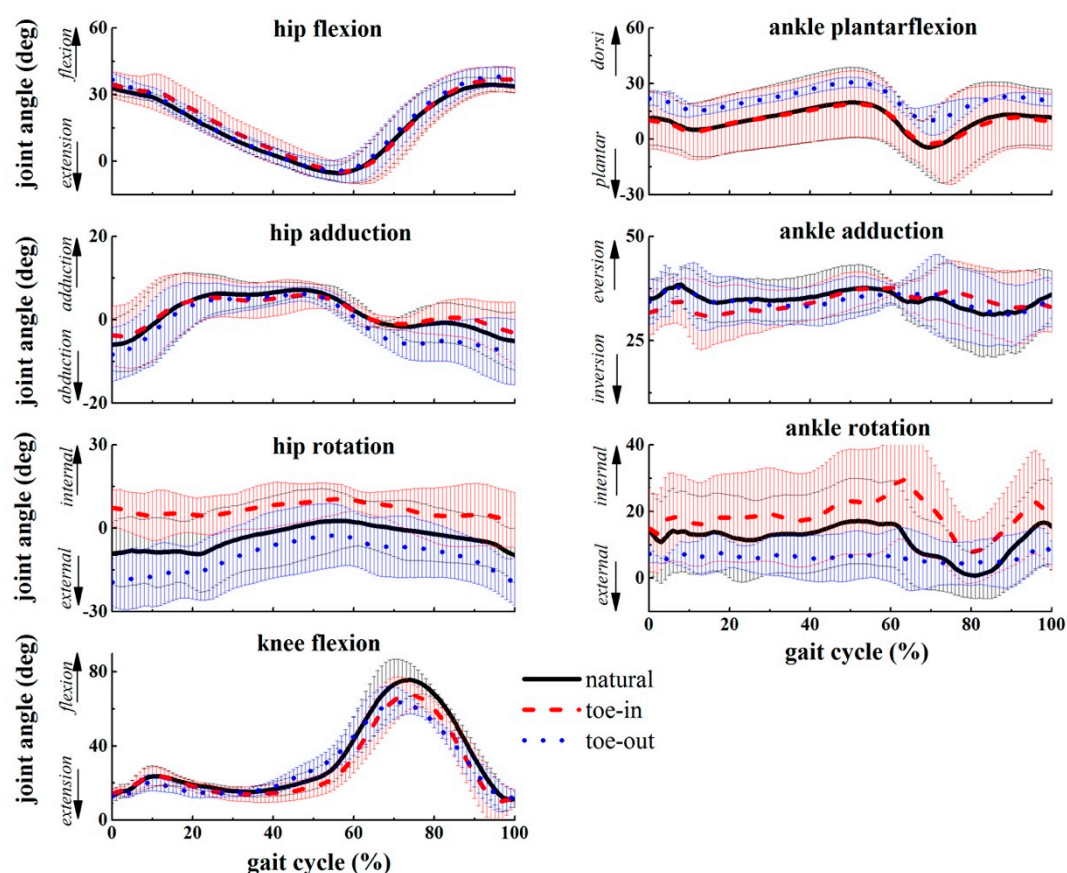 hip flexion
joint angle (deg)
flexion
extension
60
30
0
ankle plantarflexion
dorsi
plantar
60
30
0
-30
hip adduction
joint angle (deg)
adduction
abduction
20
0
-20
ankle adduction
eversion
inversion
50
25
hip rotation
joint angle (deg)
internal
external
30
0
-30
ankle rotation
internal
external
40
20
0
0 20 40 60 80 100
gait cycle (%)
knee flexion
joint angle (deg)
flexion
extension
80
40
0
0 20 40 60 80 100
gait cycle (%)
natural
toe-in
toe-out